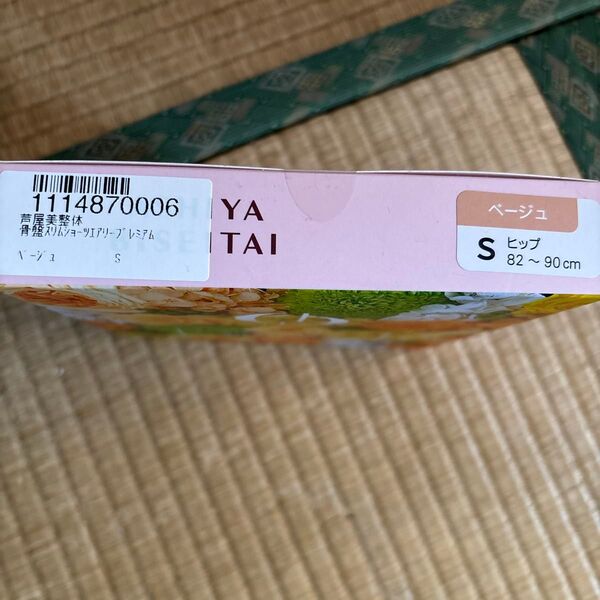 1114870006
芦屋美整体
骨盤スリムショーツエアリープレミアム
ベージュ S
HIYA
SEITAI
ベージュ
S ヒップ
82～90cm